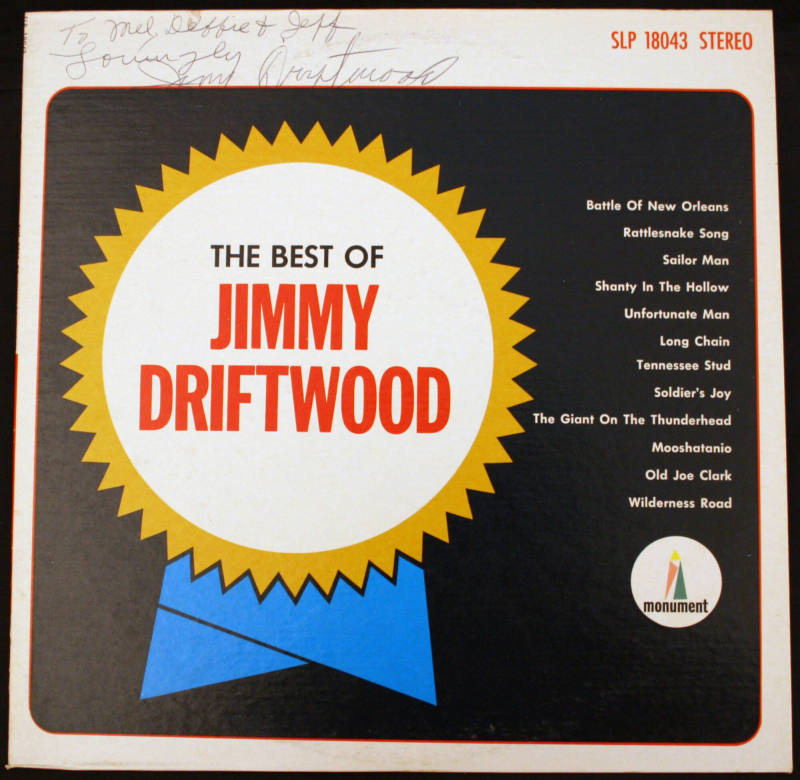 To Mel, Debbie & Jeff
Lovingly
Jimmy Driftwood
SLP 18043 STEREO
THE BEST OF
JIMMY
DRIFTWOOD
Battle Of New Orleans
Rattlesnake Song
Sailor Man
Shanty In The Hollow
Unfortunate Man
Long Chain
Tennessee Stud
Soldier's Joy
The Giant On The Thunderhead
Mooshatanio
Old Joe Clark
Wilderness Road
monument